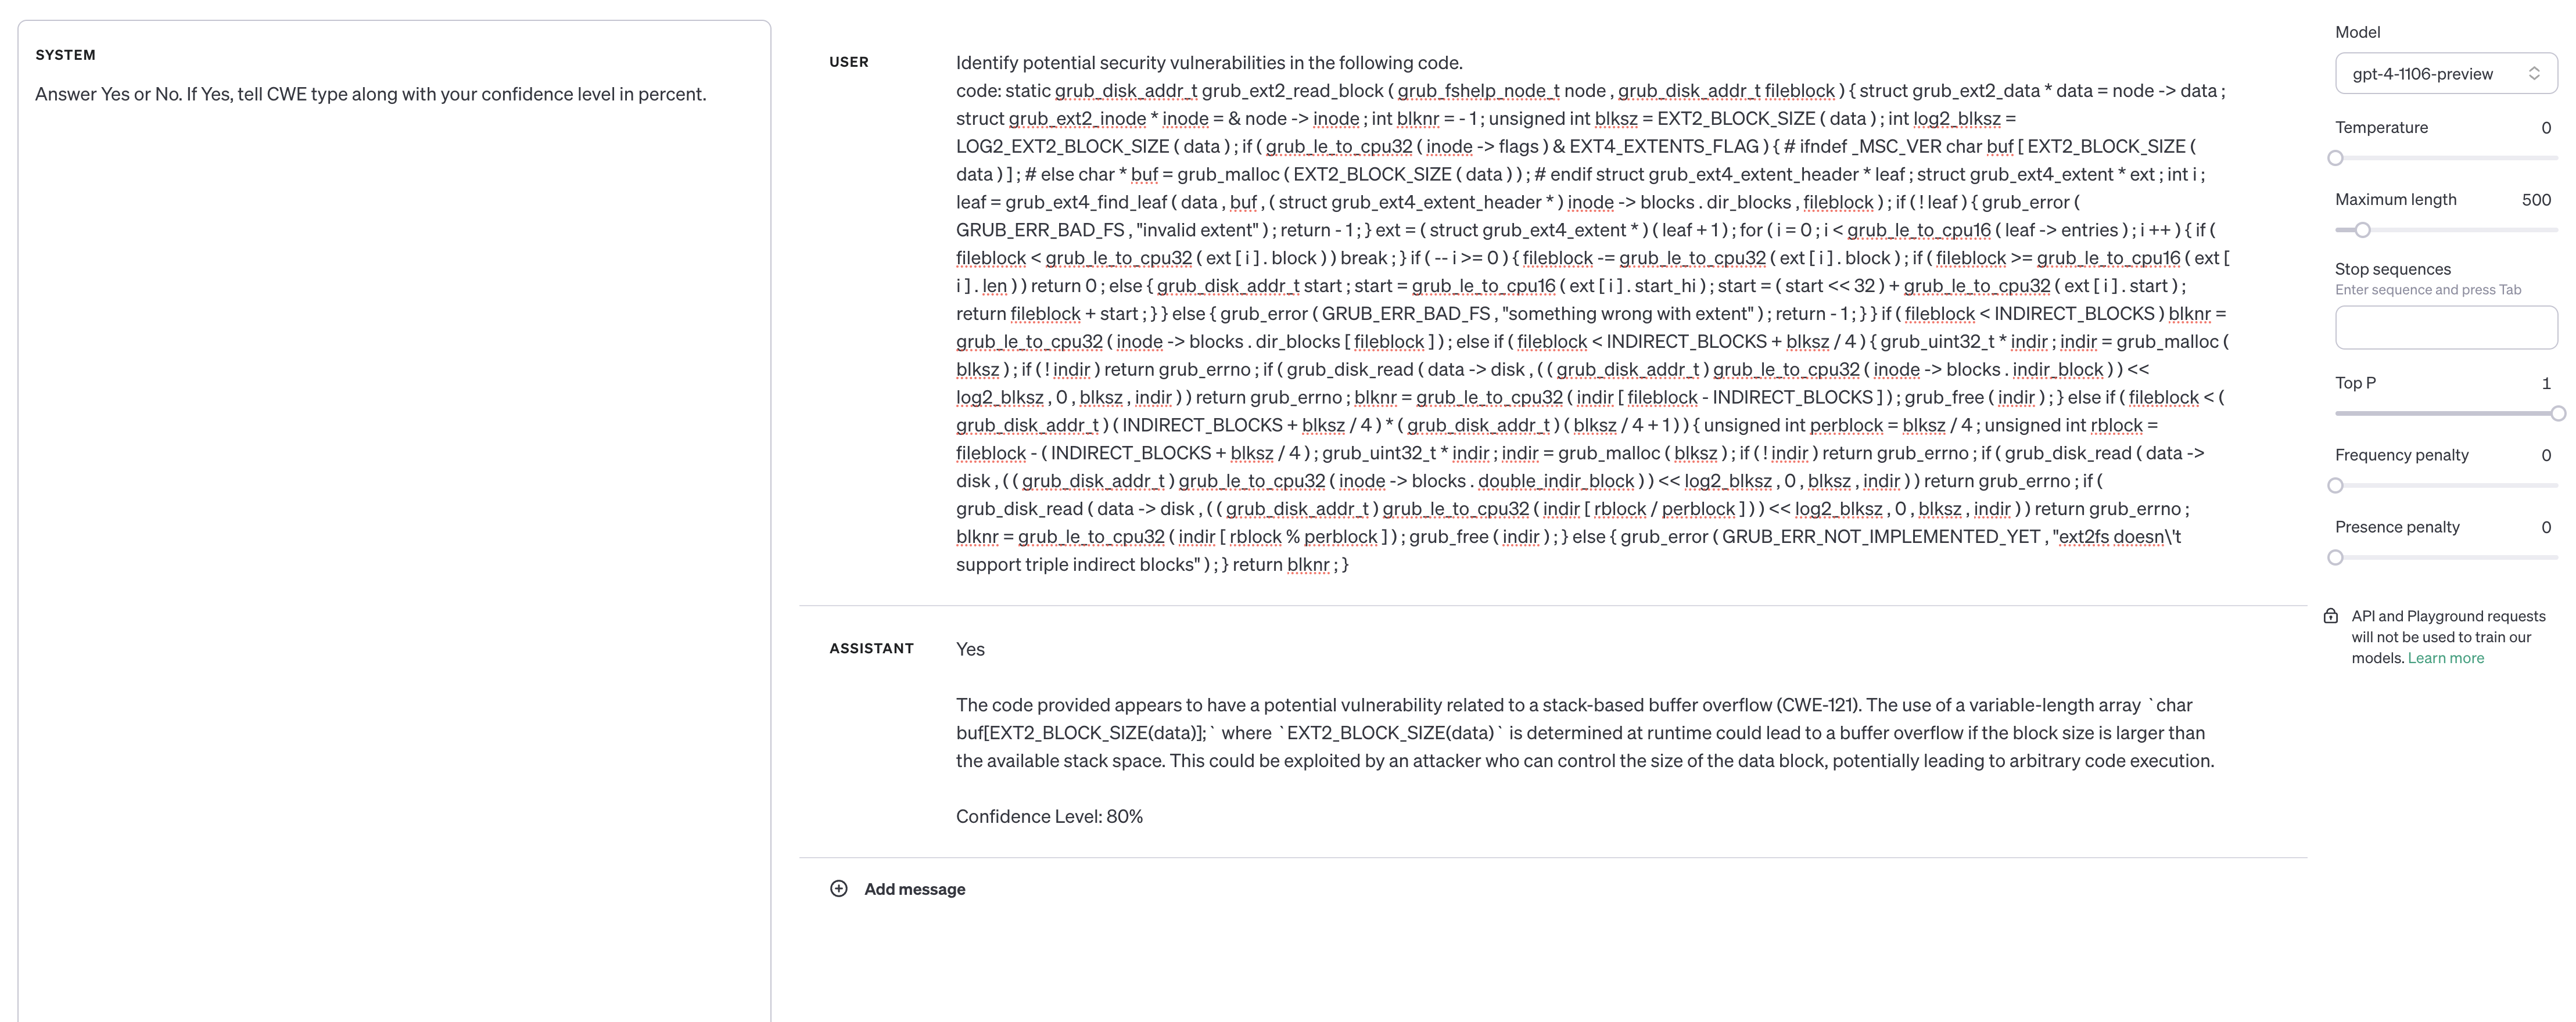 SYSTEM
Answer Yes or No. If Yes, tell CWE type along with your confidence level in percent.
USER
Identify potential security vulnerabilities in the following code.
code: static grub_disk_addr_t grub_ext2_read_block ( grub_fshelp_node_t node , grub_disk_addr_t fileblock ) { struct grub_ext2_data * data = node -> data ;
struct grub_ext2_inode * inode = & node -> inode ; int blknr = - 1 ; unsigned int blksz = EXT2_BLOCK_SIZE ( data ) ; int log2_blksz =
LOG2_EXT2_BLOCK_SIZE ( data ) ; if ( grub_le_to_cpu32 ( inode -> flags ) & EXT4_EXTENTS_FLAG ) { # ifndef _MSC_VER char buf [ EXT2_BLOCK_SIZE (
data ) ] ; # else char * buf = grub_malloc ( EXT2_BLOCK_SIZE ( data ) ) ; # endif struct grub_ext4_extent_header * leaf ; struct grub_ext4_extent * ext ; int i ;
leaf = grub_ext4_find_leaf ( data , buf , ( struct grub_ext4_extent_header * ) inode -> blocks . dir_blocks , fileblock ) ; if ( ! leaf ) { grub_error (
GRUB_ERR_BAD_FS , "invalid extent" ) ; return - 1 ; } ext = ( struct grub_ext4_extent * ) ( leaf + 1 ) ; for ( i = 0 ; i < grub_le_to_cpu16 ( leaf -> entries ) ; i ++ ) { if (
fileblock < grub_le_to_cpu32 ( ext [ i ] . block ) ) break ; } if ( -- i >= 0 ) { fileblock -= grub_le_to_cpu32 ( ext [ i ] . block ) ; if ( fileblock >= grub_le_to_cpu16 ( ext [
i ] . len ) ) return 0 ; else { grub_disk_addr_t start ; start = grub_le_to_cpu16 ( ext [ i ] . start_hi ) ; start = ( start << 32 ) + grub_le_to_cpu32 ( ext [ i ] . start ) ;
return fileblock + start ; } } else { grub_error ( GRUB_ERR_BAD_FS , "something wrong with extent" ) ; return - 1 ; } } if ( fileblock < INDIRECT_BLOCKS ) blknr =
grub_le_to_cpu32 ( inode -> blocks . dir_blocks [ fileblock ] ) ; else if ( fileblock < INDIRECT_BLOCKS + blksz / 4 ) { grub_uint32_t * indir ; indir = grub_malloc (
blksz ) ; if ( ! indir ) return grub_errno ; if ( grub_disk_read ( data -> disk , ( ( grub_disk_addr_t ) grub_le_to_cpu32 ( inode -> blocks . indir_block ) ) <<
log2_blksz , 0 , blksz , indir ) ) return grub_errno ; blknr = grub_le_to_cpu32 ( indir [ fileblock - INDIRECT_BLOCKS ] ) ; grub_free ( indir ) ; } else if ( fileblock < (
grub_disk_addr_t ) ( INDIRECT_BLOCKS + blksz / 4 ) * ( grub_disk_addr_t ) ( blksz / 4 + 1 ) ) { unsigned int perblock = blksz / 4 ; unsigned int rblock =
fileblock - ( INDIRECT_BLOCKS + blksz / 4 ) ; grub_uint32_t * indir ; indir = grub_malloc ( blksz ) ; if ( ! indir ) return grub_errno ; if ( grub_disk_read ( data ->
disk , ( ( grub_disk_addr_t ) grub_le_to_cpu32 ( inode -> blocks . double_indir_block ) ) << log2_blksz , 0 , blksz , indir ) ) return grub_errno ; if (
grub_disk_read ( data -> disk , ( ( grub_disk_addr_t ) grub_le_to_cpu32 ( indir [ rblock / perblock ] ) ) << log2_blksz , 0 , blksz , indir ) ) return grub_errno ;
blknr = grub_le_to_cpu32 ( indir [ rblock % perblock ] ) ; grub_free ( indir ) ; } else { grub_error ( GRUB_ERR_NOT_IMPLEMENTED_YET , "ext2fs doesn\'t
support triple indirect blocks" ) ; } return blknr ; }
ASSISTANT
Yes
The code provided appears to have a potential vulnerability related to a stack-based buffer overflow (CWE-121). The use of a variable-length array `char
buf[EXT2_BLOCK_SIZE(data)];` where `EXT2_BLOCK_SIZE(data)` is determined at runtime could lead to a buffer overflow if the block size is larger than
the available stack space. This could be exploited by an attacker who can control the size of the data block, potentially leading to arbitrary code execution.
Confidence Level: 80%
Add message
Model
gpt-4-1106-preview
Temperature 0
Maximum length 500
Stop sequences
Enter sequence and press Tab
Top P 1
Frequency penalty 0
Presence penalty 0
API and Playground requests
will not be used to train our
models. Learn more